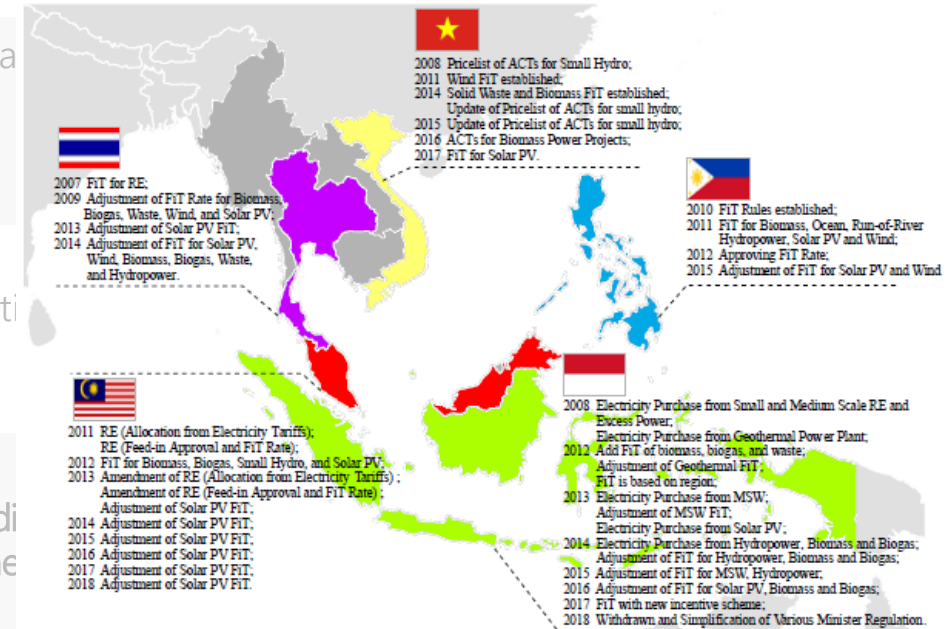 2008 Pricelist of ACTs for Small Hydro;
2011 Wind FiT established;
2014 Solid Waste and Biomass FiT established;
Update of Pricelist of ACTs for small hydro;
2015 Update of Pricelist of ACTs for small hydro;
2016 ACTs for Biomass Power Projects;
2017 FiT for Solar PV.
2007 FiT for RE;
2009 Adjustment of FiT Rate for Biomass,
Biogas, Waste, Wind, and Solar PV;
2013 Adjustment of Solar PV FiT;
2014 Adjustment of FiT for Solar PV,
Wind, Biomass, Biogas, Waste,
and Hydropower.
2010 FiT Rules established;
2011 FiT for Biomass, Ocean, Run-of-River
Hydropower, Solar PV and Wind;
2012 Approving FiT Rate;
2015 Adjustment of FiT for Solar PV and Wind
2011 RE (Allocation from Electricity Tariffs);
RE (Feed-in Approval and FiT Rate);
2012 FiT for Biomass, Biogas, Small Hydro, and Solar PV;
2013 Amendment of RE (Allocation from Electricity Tariffs) ;
Amendment of RE (Feed-in Approval and FiT Rate) ;
Adjustment of Solar PV FiT;
2014 Adjustment of Solar PV FiT;
2015 Adjustment of Solar PV FiT;
2016 Adjustment of Solar PV FiT;
2017 Adjustment of Solar PV FiT;
2018 Adjustment of Solar PV FiT.
2008 Electricity Purchase from Small and Medium Scale RE and
Excess Power;
Electricity Purchase from Geothermal Power Plant;
2012 Add FiT of biomass, biogas, and waste;
Adjustment of Geothermal FiT;
FiT is based on region;
2013 Electricity Purchase from MSW;
Adjustment of MSW FiT;
Electricity Purchase from Solar PV;
2014 Electricity Purchase from Hydropower, Biomass and Biogas;
Adjustment of FiT for Hydropower, Biomass and Biogas;
2015 Adjustment of FiT for MSW, Hydropower;
2016 Adjustment of FiT for Solar PV, Biomass and Biogas;
2017 FiT with new incentive scheme;
2018 Withdrawn and Simplification of Various Minister Regulation.